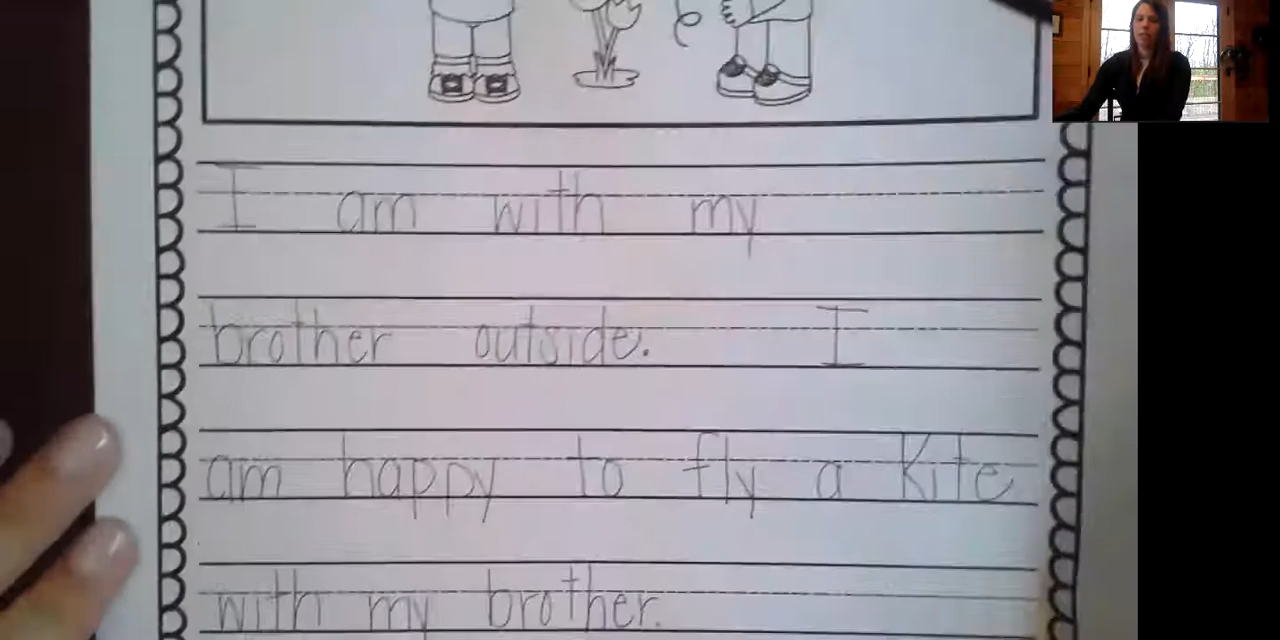 I am with my
brother outside. I
am happy to fly a kite
with my brother.